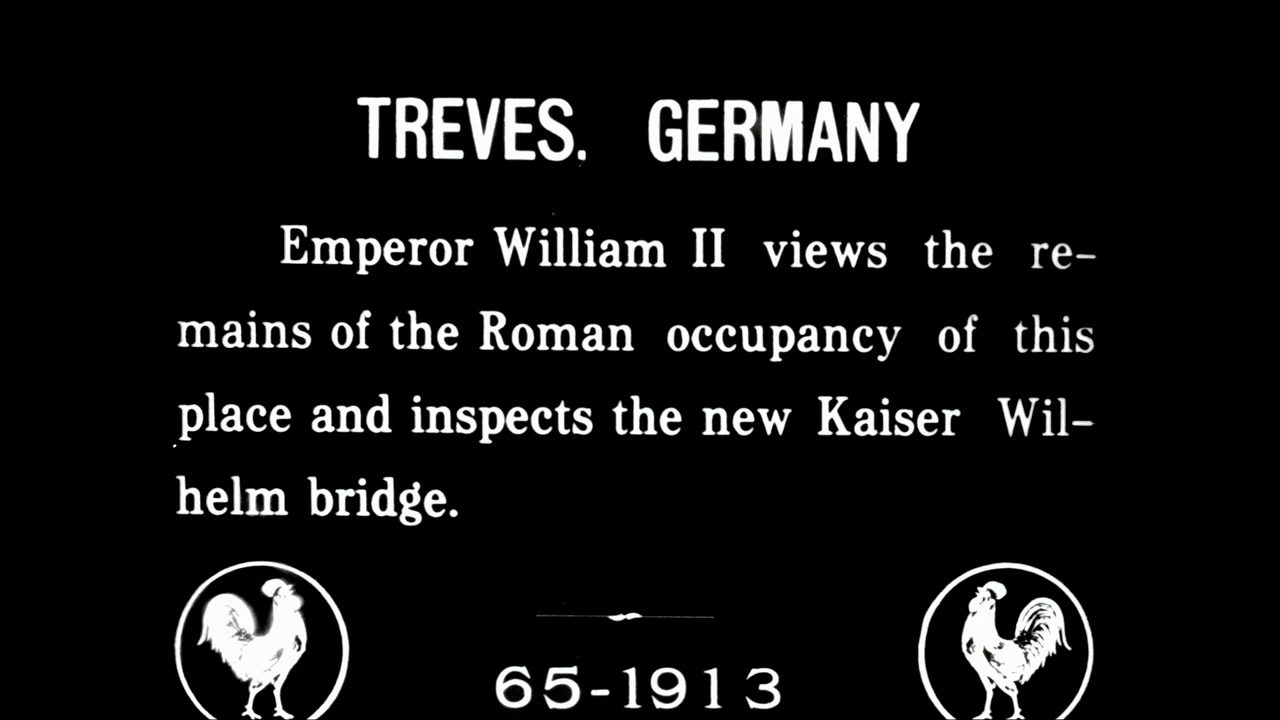 TREVES. GERMANY
Emperor William II views the re-
mains of the Roman occupancy of this
place and inspects the new Kaiser Wil-
helm bridge.
65-1913